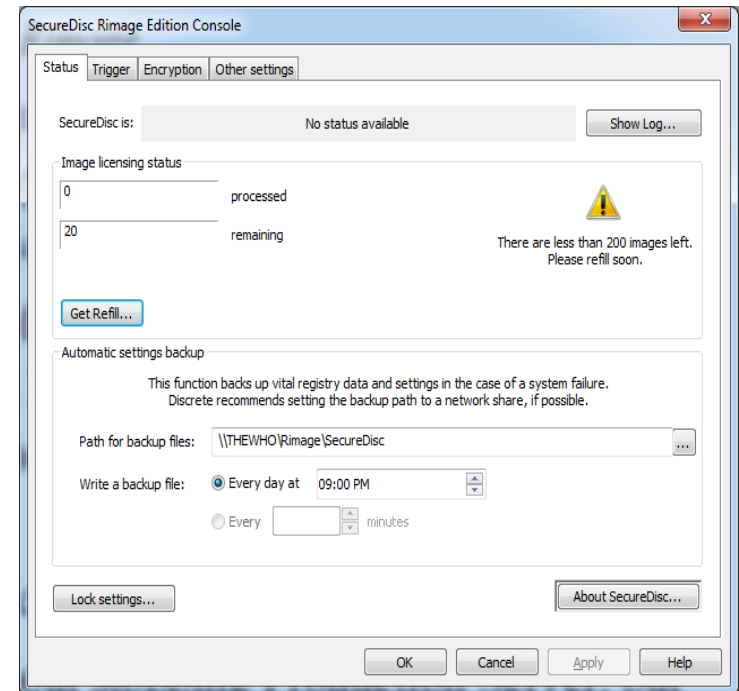 SecureDisc Rimage Edition Console
Status
Trigger
Encryption
Other settings
SecureDisc is:
No status available
Show Log...
Image licensing status
0
processed
20
remaining
There are less than 200 images left.
Please refill soon.
Get Refill...
Automatic settings backup
This function backs up vital registry data and settings in the case of a system failure.
Discrete recommends setting the backup path to a network share, if possible.
Path for backup files:
\\THEWHO\Rimage\SecureDisc
...
Write a backup file:
Every day at
09:00 PM
Every
minutes
Lock settings...
About SecureDisc...
OK
Cancel
Apply
Help